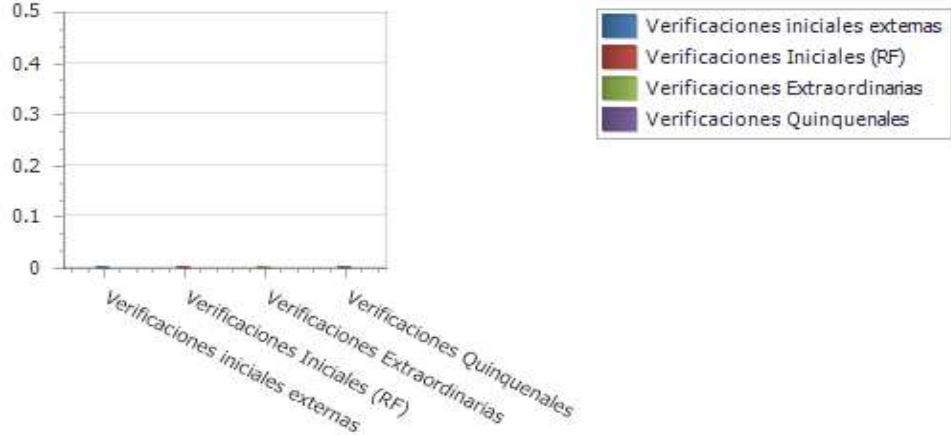 0.5
0.4
0.3
0.2
0.1
0
Verificaciones iniciales externas
Verificaciones Iniciales (RF)
Verificaciones Extraordinarias
Verificaciones Quinquenales
Verificaciones iniciales externas
Verificaciones Iniciales (RF)
Verificaciones Extraordinarias
Verificaciones Quinquenales